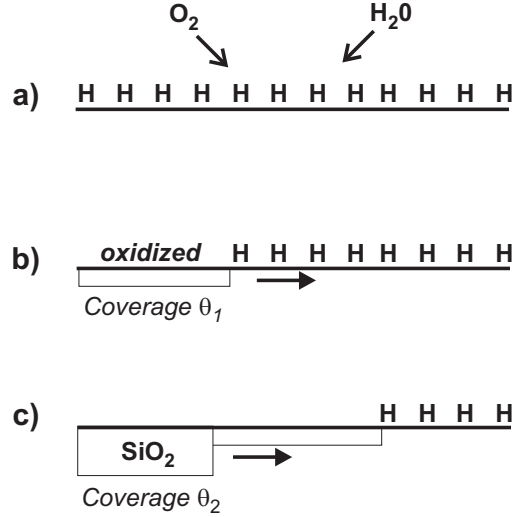 O₂ H₂0
a) H H H H H H H H H H H H
b) oxidized H H H H H H H H
Coverage θ₁
c) H H H H
SiO₂
Coverage θ₂